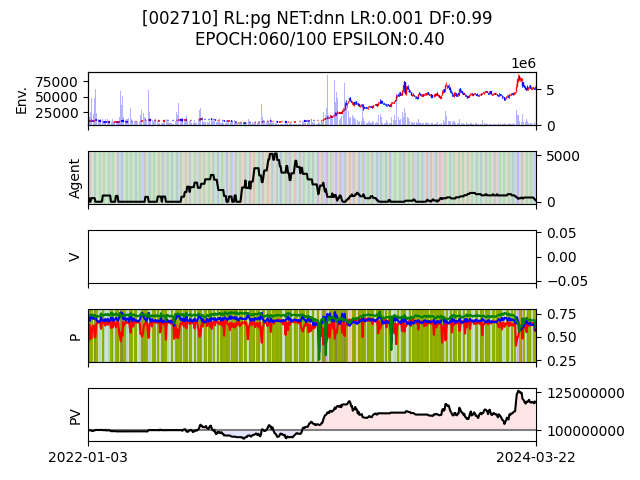 [002710] RL:pg NET:dnn LR:0.001 DF:0.99
EPOCH:060/100 EPSILON:0.40
1e6
Env.
75000
50000
25000
5
0
Agent
5000
0
V
0.05
0.00
−0.05
P
0.75
0.50
0.25
PV
125000000
100000000
2022-01-03
2024-03-22